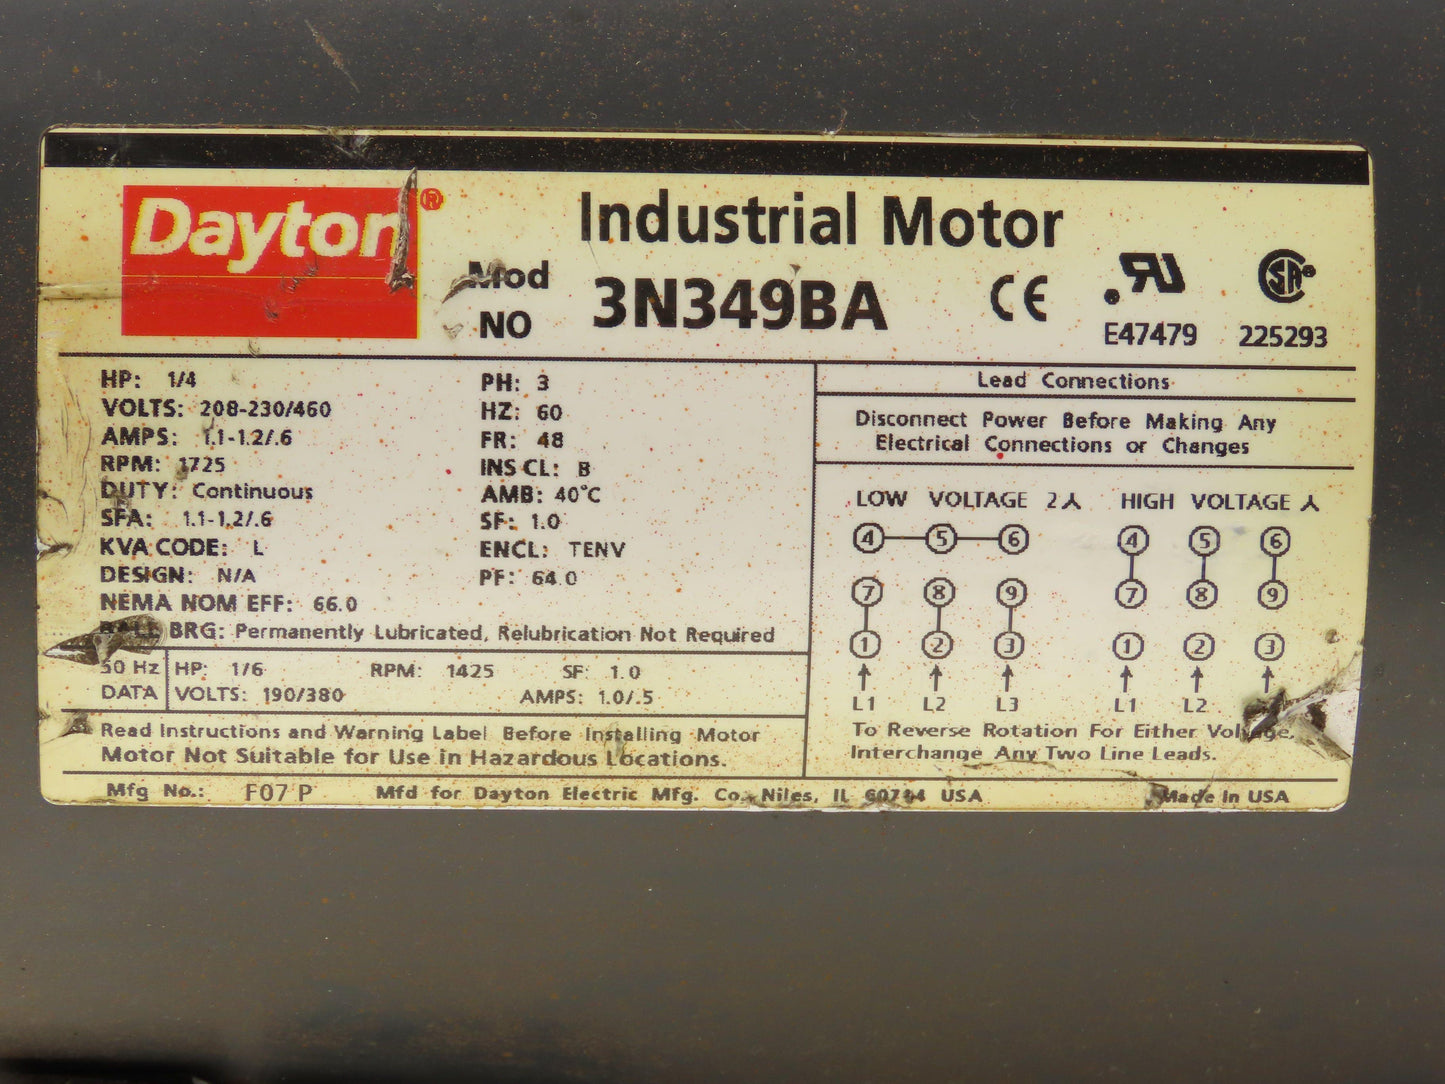 Dayton®
Industrial Motor
Mod NO 3N349BA
CE
E47479
225293
HP: 1/4
VOLTS: 208-230/460
AMPS: 1.1-1.2/.6
RPM: 1725
DUTY: Continuous
SFA: 1.1-1.2/.6
KVA CODE: L
DESIGN: N/A
NEMA NOM EFF: 66.0
PH: 3
HZ: 60
FR: 48
INS CL: B
AMB: 40°C
SF: 1.0
ENCL: TENV
PF: 64.0
BALL BRG: Permanently Lubricated, Relubrication Not Required
50 Hz DATA
HP: 1/6 RPM: 1425 SF: 1.0
VOLTS: 190/380 AMPS: 1.0/.5
Read Instructions and Warning Label Before Installing Motor
Motor Not Suitable for Use in Hazardous Locations.
Lead Connections
Disconnect Power Before Making Any
Electrical Connections or Changes
LOW VOLTAGE 2 HIGH VOLTAGE
4 5 6 4 5 6
7 8 9 7 8 9
1 2 3 1 2 3
L1 L2 L3 L1 L2
To Reverse Rotation For Either Voltage,
Interchange Any Two Line Leads.
Mfg No.: F07 P Mfd for Dayton Electric Mfg. Co. Niles, IL 60714 USA Made in USA